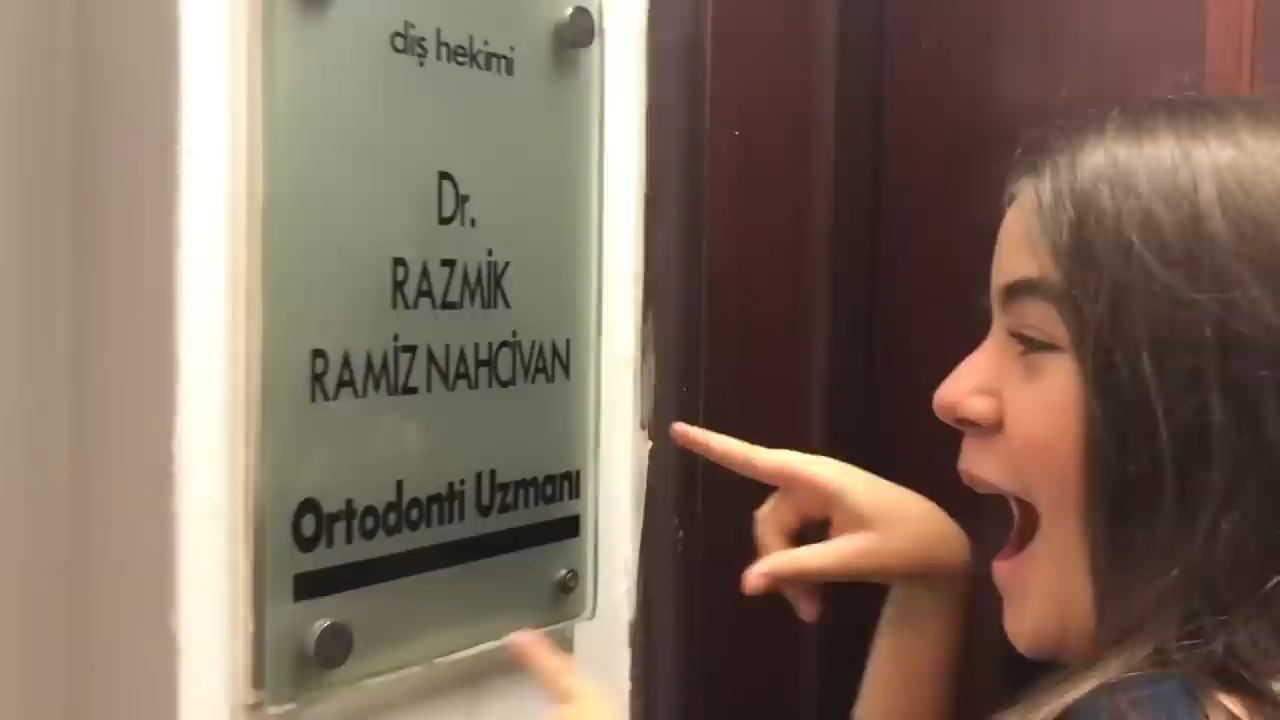 diş hekimi
Dr.
RAZMİK
RAMİZ NAHCİVAN
Ortodonti Uzmanı